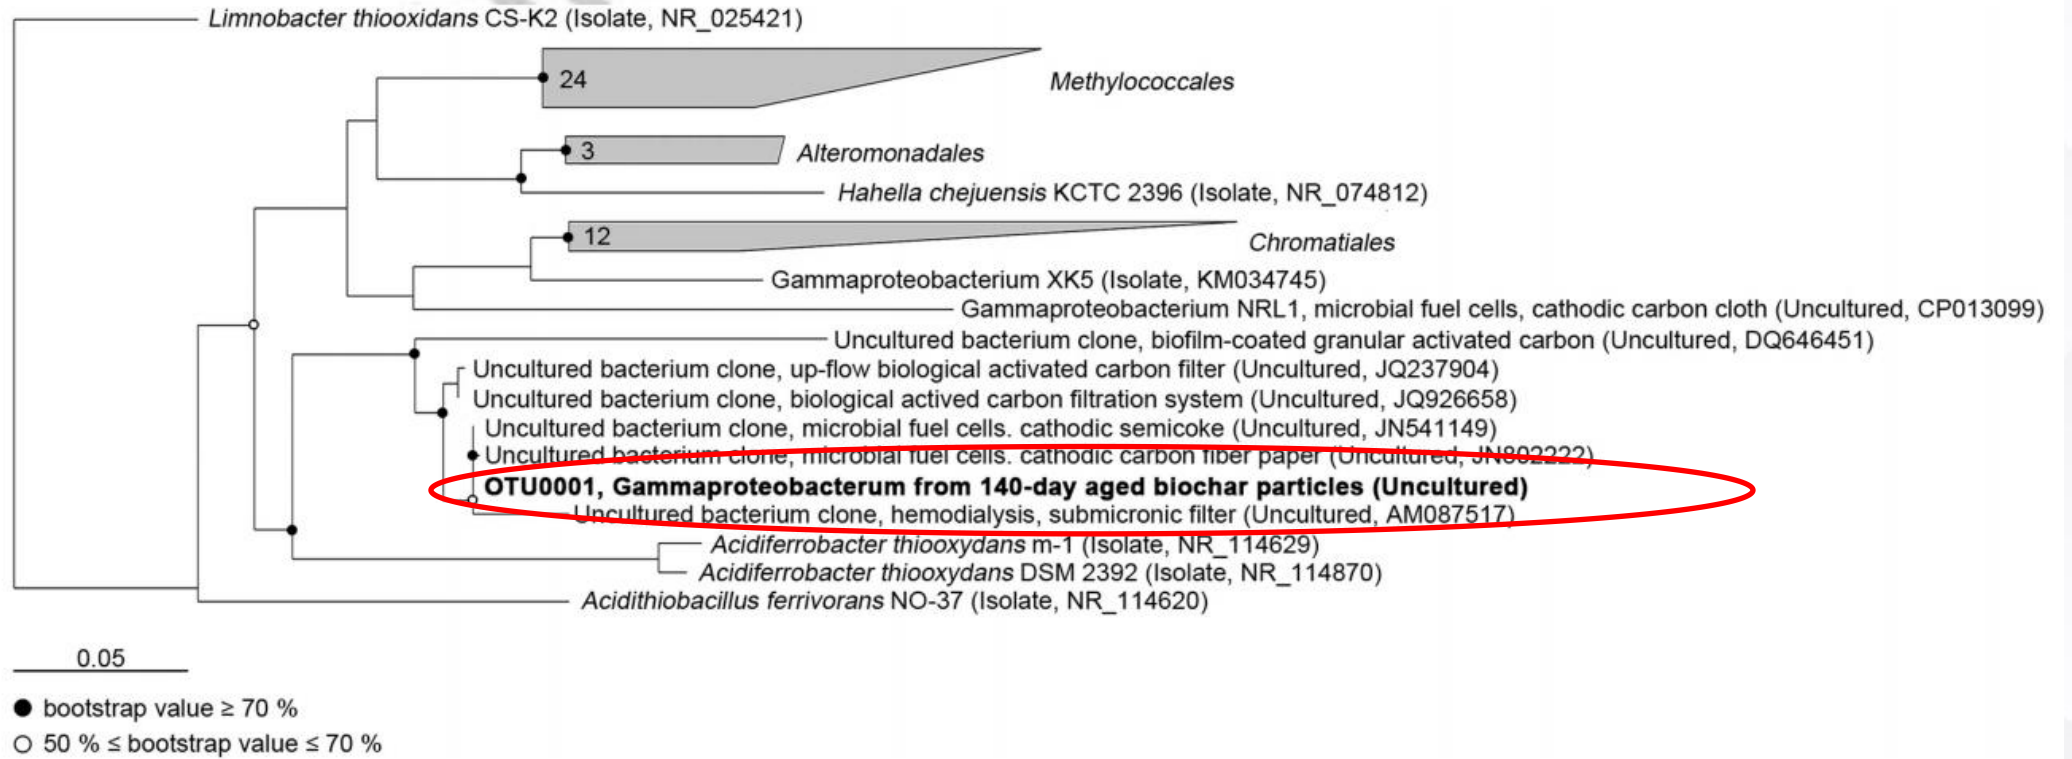 Limnobacter thiooxidans CS-K2 (Isolate, NR_025421)
24
Methylococcales
3
Alteromonadales
Hahella chejuensis KCTC 2396 (Isolate, NR_074812)
12
Chromatiales
Gammaproteobacterium XK5 (Isolate, KM034745)
Gammaproteobacterium NRL1, microbial fuel cells, cathodic carbon cloth (Uncultured, CP013099)
Uncultured bacterium clone, biofilm-coated granular activated carbon (Uncultured, DQ646451)
Uncultured bacterium clone, up-flow biological activated carbon filter (Uncultured, JQ237904)
Uncultured bacterium clone, biological actived carbon filtration system (Uncultured, JQ926658)
Uncultured bacterium clone, microbial fuel cells. cathodic semicoke (Uncultured, JN541149)
Uncultured bacterium clone, microbial fuel cells. cathodic carbon fiber paper (Uncultured, JN802222)
OTU0001, Gammaproteobacterum from 140-day aged biochar particles (Uncultured)
Uncultured bacterium clone, hemodialysis, submicronic filter (Uncultured, AM087517)
Acidiferrobacter thiooxydans m-1 (Isolate, NR_114629)
Acidiferrobacter thiooxydans DSM 2392 (Isolate, NR_114870)
Acidithiobacillus ferrivorans NO-37 (Isolate, NR_114620)
0.05
bootstrap value ≥ 70 %
50 % ≤ bootstrap value ≤ 70 %